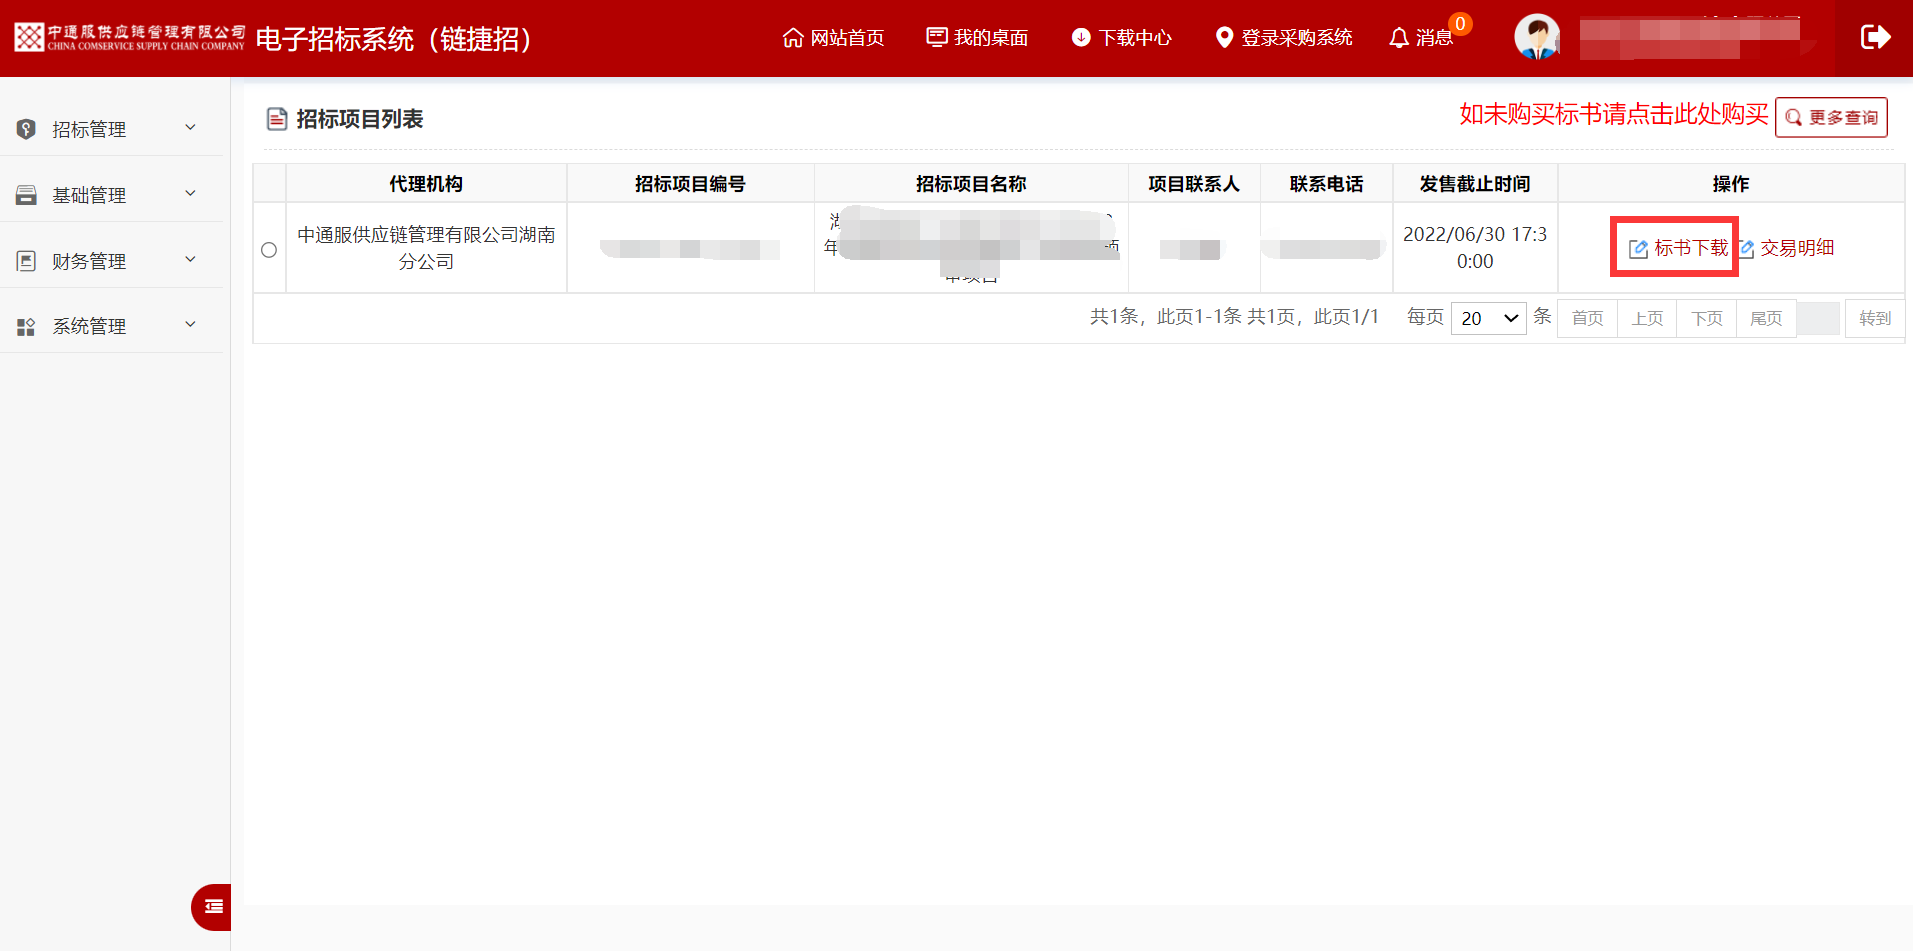 中通服供应链管理有限公司
CHINA COMSERVICE SUPPLY CHAIN COMPANY
电子招标系统（链捷招）
网站首页
我的桌面
下载中心
登录采购系统
消息
0
招标管理
基础管理
财务管理
系统管理
招标项目列表
如未购买标书请点击此处购买
更多查询
代理机构 招标项目编号 招标项目名称 项目联系人 联系电话 发售截止时间 操作
中通服供应链管理有限公司湖南
分公司
年
2022/06/30 17:3
0:00
标书下载
交易明细
共1条，此页1-1条 共1页，此页1/1 每页 20 条 首页 上页 下页 尾页 转到